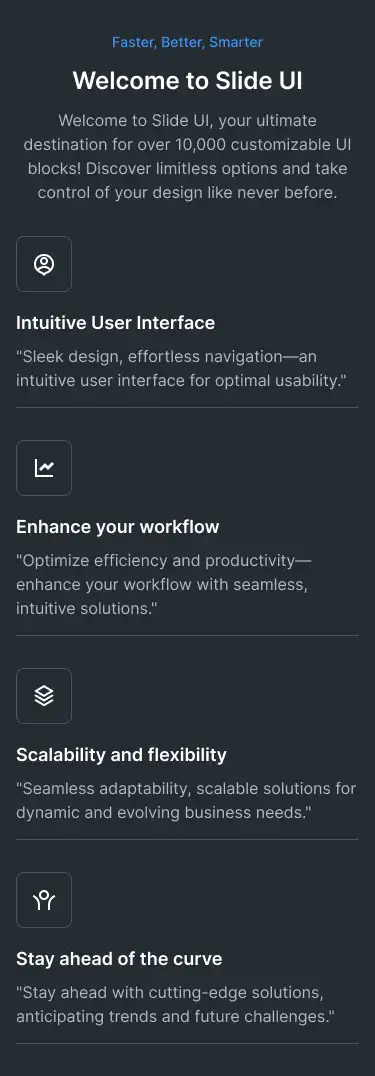 Faster, Better, Smarter
Welcome to Slide UI
Welcome to Slide UI, your ultimate
destination for over 10,000 customizable UI
blocks! Discover limitless options and take
control of your design like never before.
Intuitive User Interface
"Sleek design, effortless navigation—an
intuitive user interface for optimal usability."
Enhance your workflow
"Optimize efficiency and productivity—
enhance your workflow with seamless,
intuitive solutions."
Scalability and flexibility
"Seamless adaptability, scalable solutions for
dynamic and evolving business needs."
Stay ahead of the curve
"Stay ahead with cutting-edge solutions,
anticipating trends and future challenges."